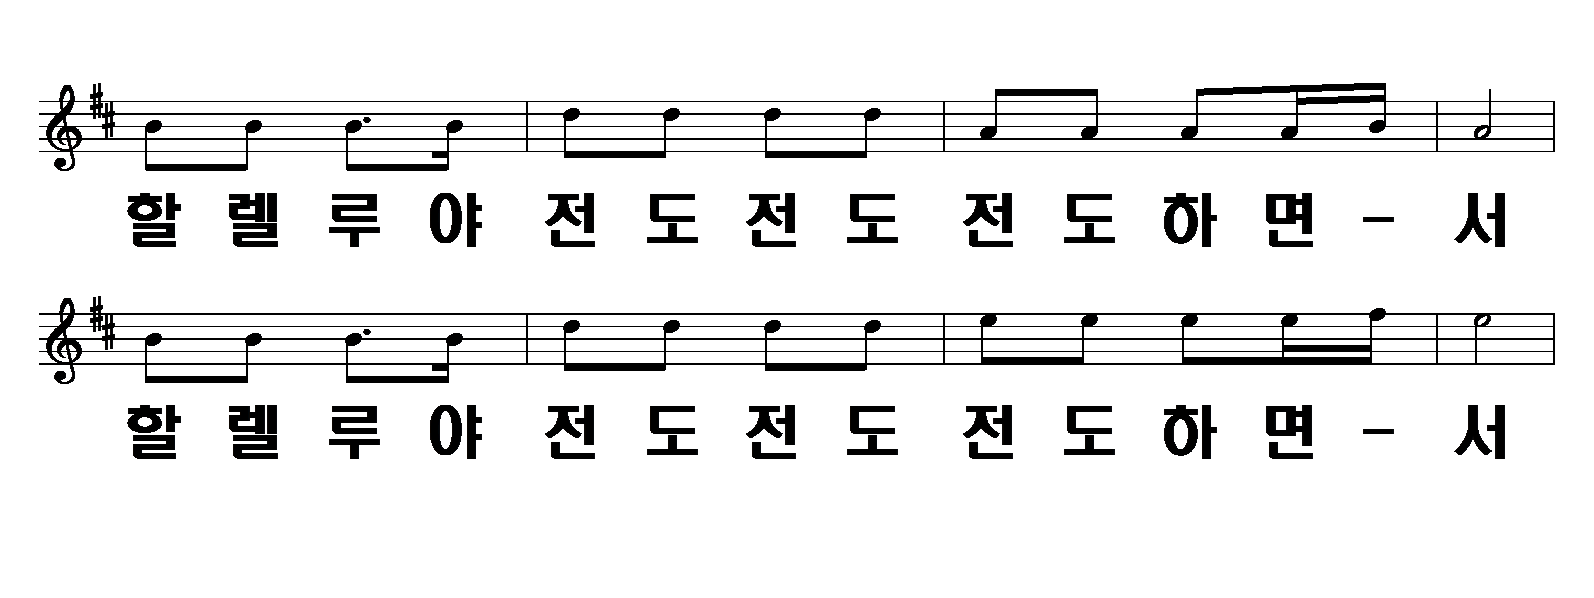 할 렐 루 야 전 도 전 도 전 도 하 면 - 서
할 렐 루 야 전 도 전 도 전 도 하 면 - 서